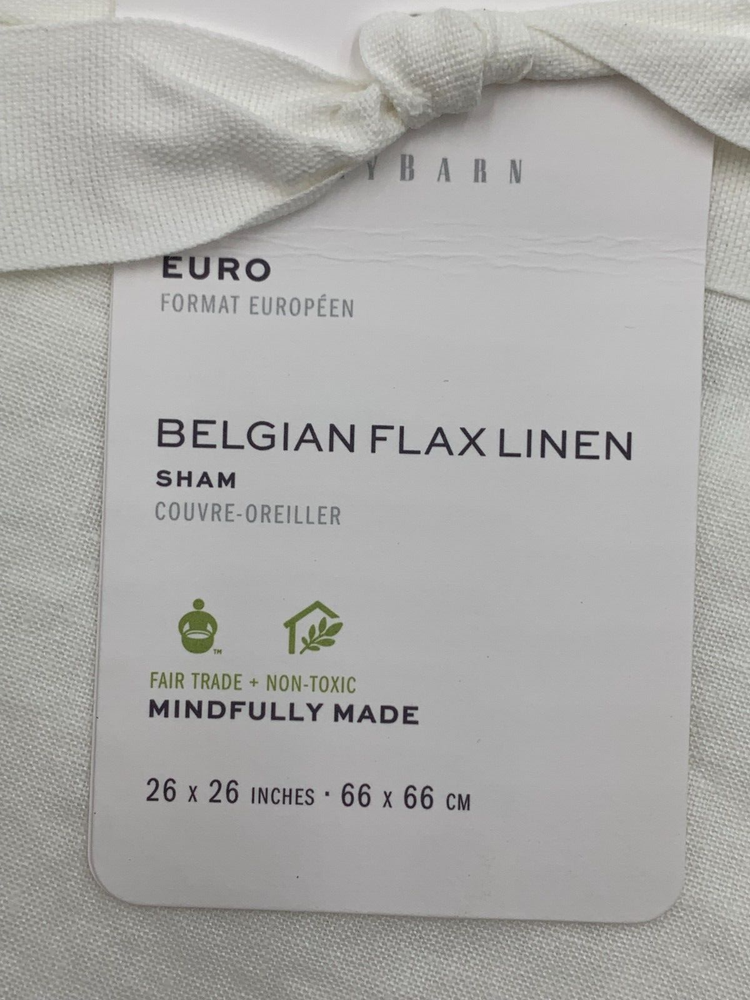 YBARN
EURO
FORMAT EUROPÉEN
BELGIAN FLAX LINEN
SHAM
COUVRE-OREILLER
TM
FAIR TRADE + NON-TOXIC
MINDFULLY MADE
26 x 26 INCHES · 66 x 66 CM